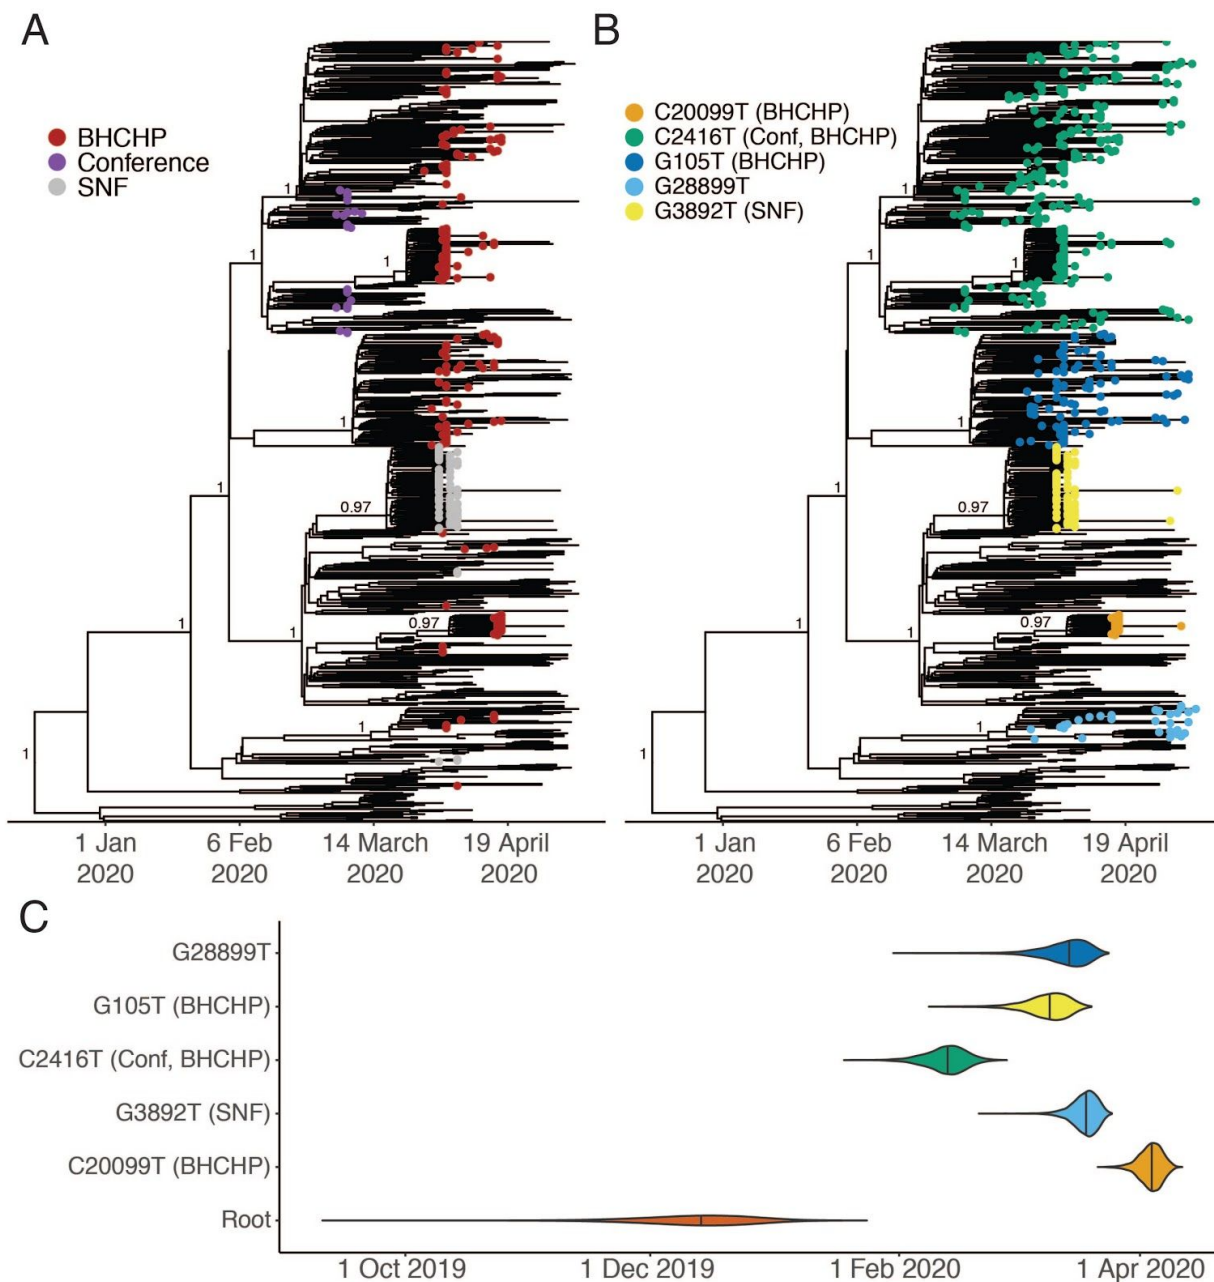 A
BHCHP
Conference
SNF
1
1
1
1
1
0.97
0.97
1
1
1
1
1 Jan
2020
6 Feb
2020
14 March
2020
19 April
2020
B
C20099T (BHCHP)
C2416T (Conf, BHCHP)
G105T (BHCHP)
G28899T
G3892T (SNF)
1
1
1
1
1
0.97
0.97
1
1
1
1
1 Jan
2020
6 Feb
2020
14 March
2020
19 April
2020
C
G28899T
G105T (BHCHP)
C2416T (Conf, BHCHP)
G3892T (SNF)
C20099T (BHCHP)
Root
1 Oct 2019
1 Dec 2019
1 Feb 2020
1 Apr 2020